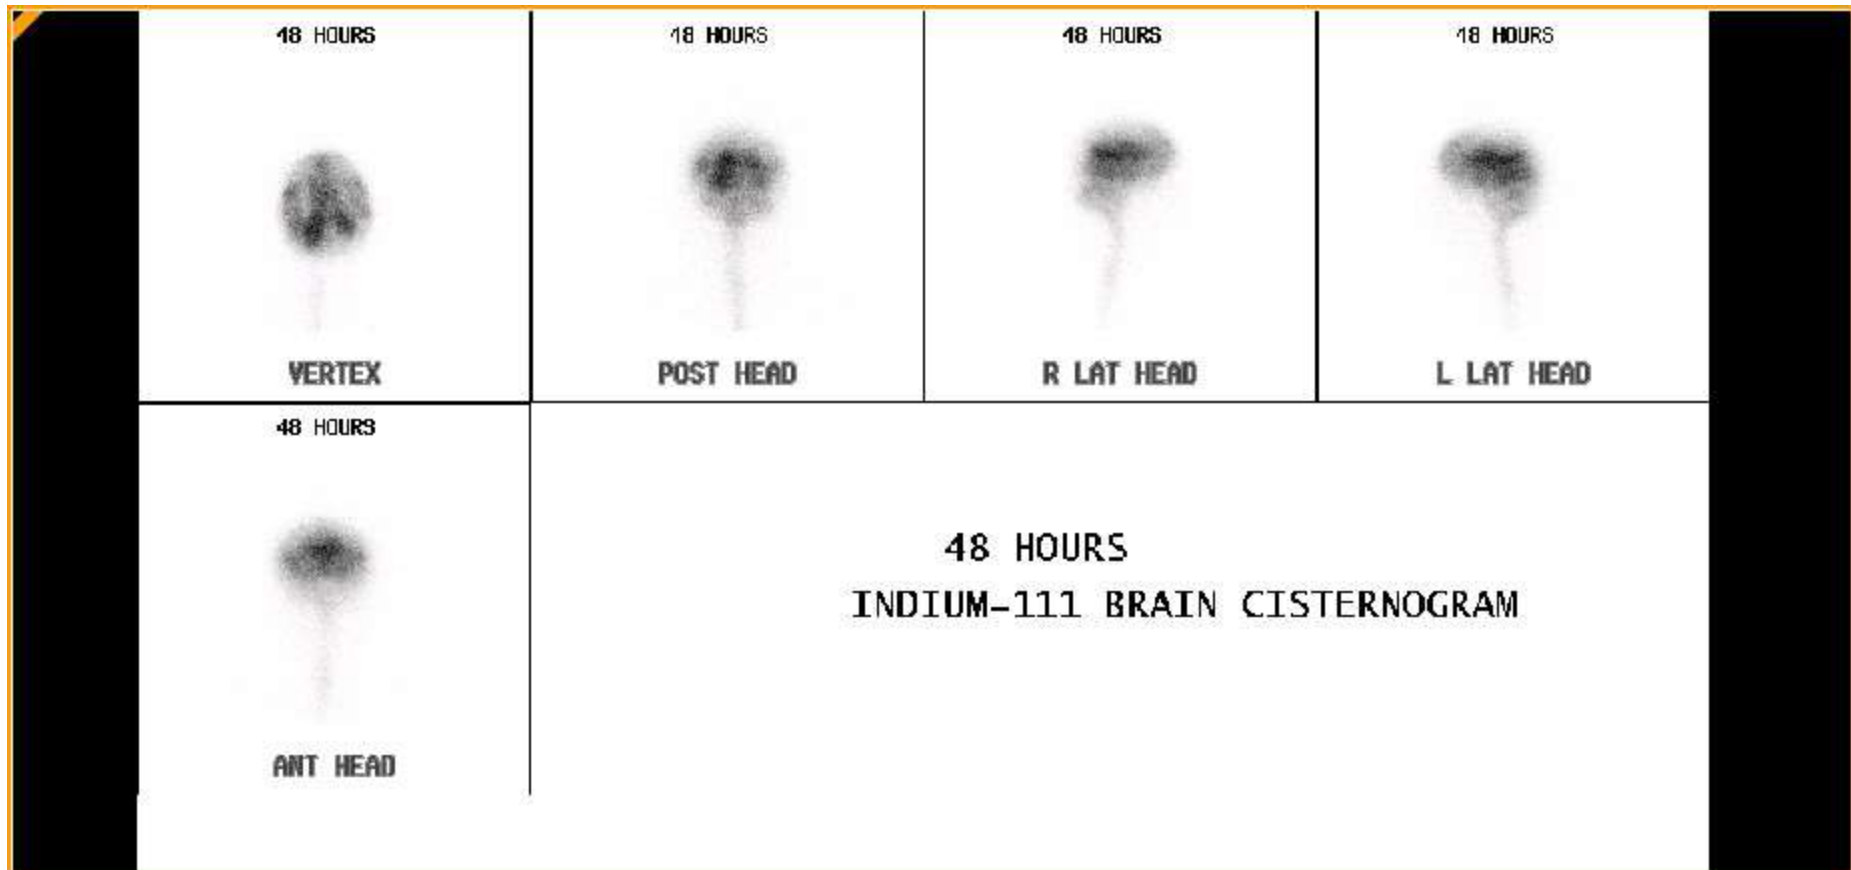 48 HOURS
48 HOURS
48 HOURS
48 HOURS
VERTEX
POST HEAD
R LAT HEAD
L LAT HEAD
48 HOURS
ANT HEAD
48 HOURS
INDIUM-111 BRAIN CISTERNOGRAM